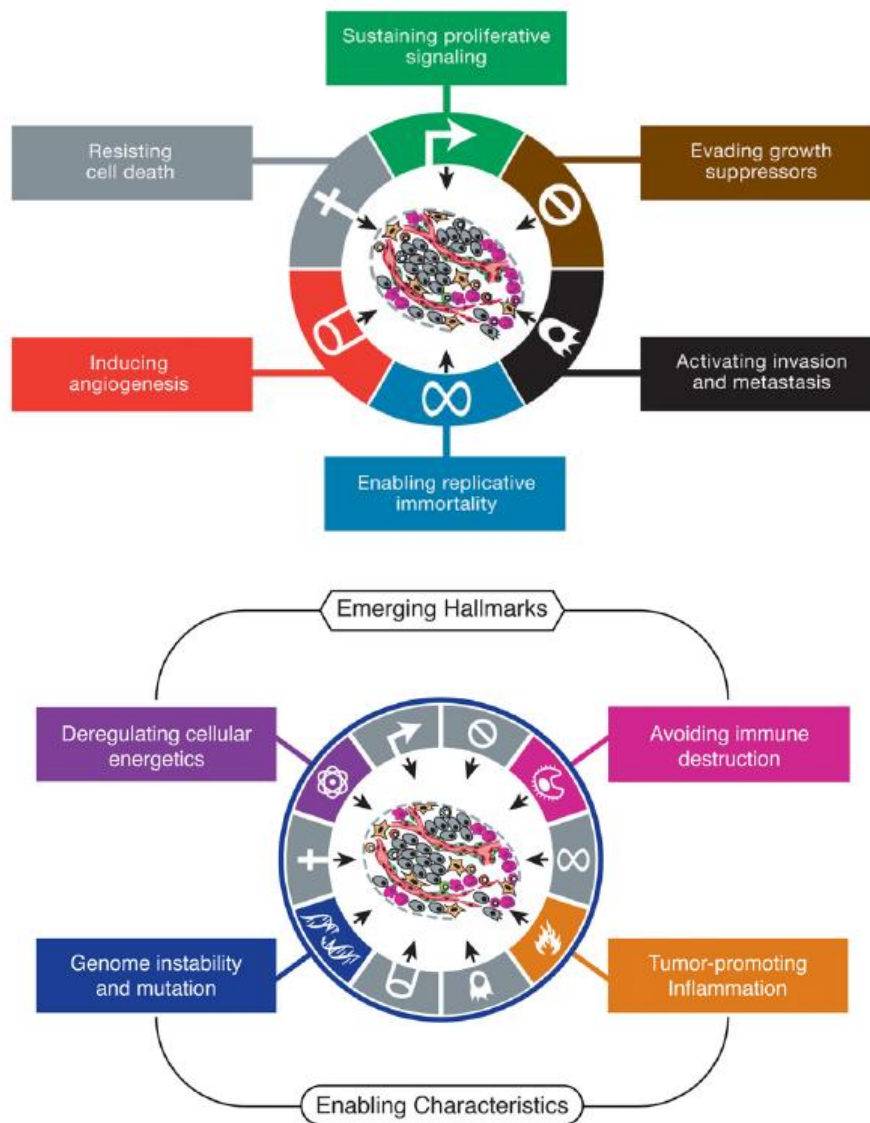 Sustaining proliferative
signaling
Resisting
cell death
Evading growth
suppressors
Inducing
angiogenesis
Activating invasion
and metastasis
Enabling replicative
immortality
Emerging Hallmarks
Deregulating cellular
energetics
Avoiding immune
destruction
Genome instability
and mutation
Tumor-promoting
Inflammation
Enabling Characteristics